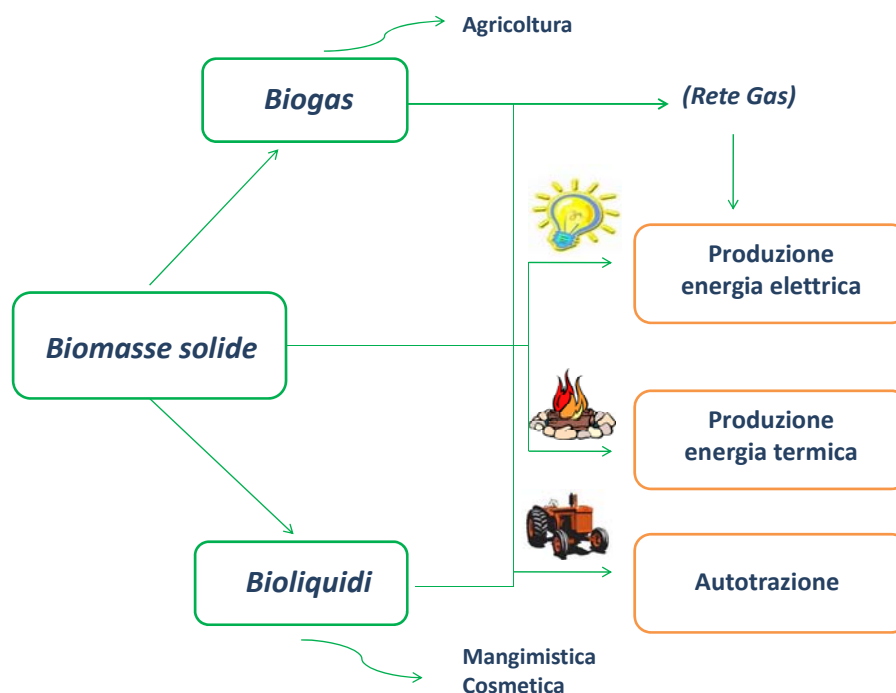 Agricoltura
Biogas
(Rete Gas)
Produzione
energia elettrica
Biomasse solide
Produzione
energia termica
Bioliquidi
Autotrazione
Mangimistica
Cosmetica